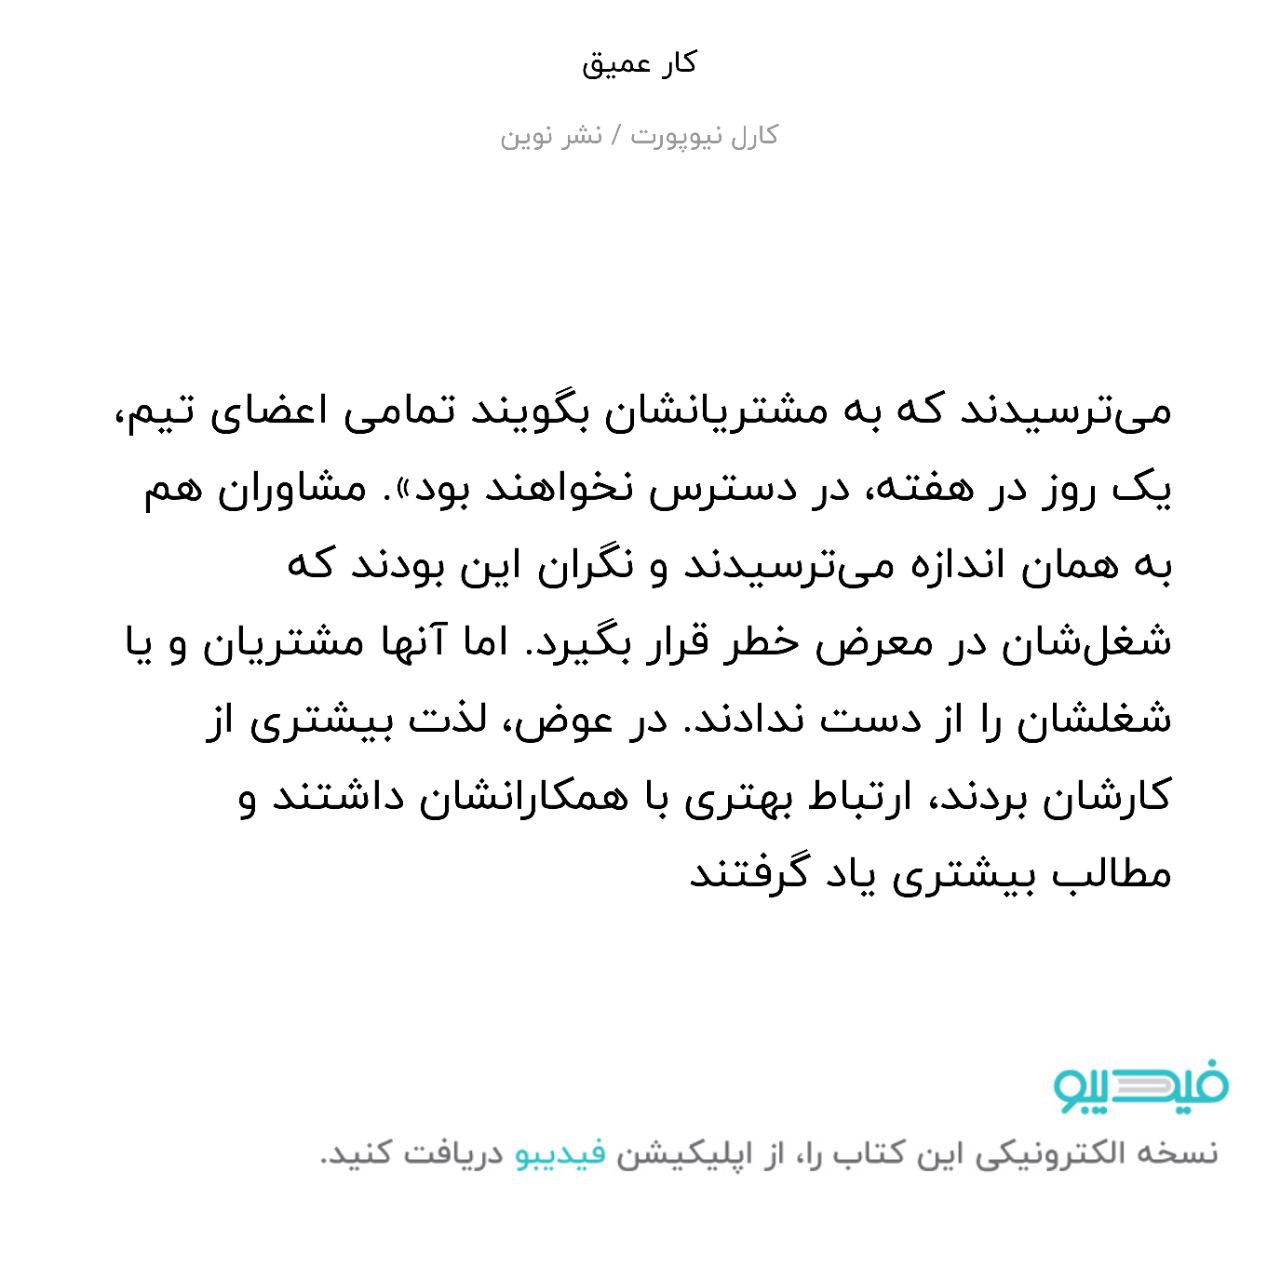 کار عمیق
کارل نیوپورت / نشر نوین
می‌ترسیدند که به مشتریانشان بگویند تمامی اعضای تیم،
یک روز در هفته، در دسترس نخواهند بود». مشاوران هم
به همان اندازه می‌ترسیدند و نگران این بودند که
شغل‌شان در معرض خطر قرار بگیرد. اما آنها مشتریان و یا
شغلشان را از دست ندادند. در عوض، لذت بیشتری از
کارشان بردند، ارتباط بهتری با همکارانشان داشتند و
مطالب بیشتری یاد گرفتند
فیدیبو
نسخه الکترونیکی این کتاب را، از اپلیکیشن فیدیبو دریافت کنید.